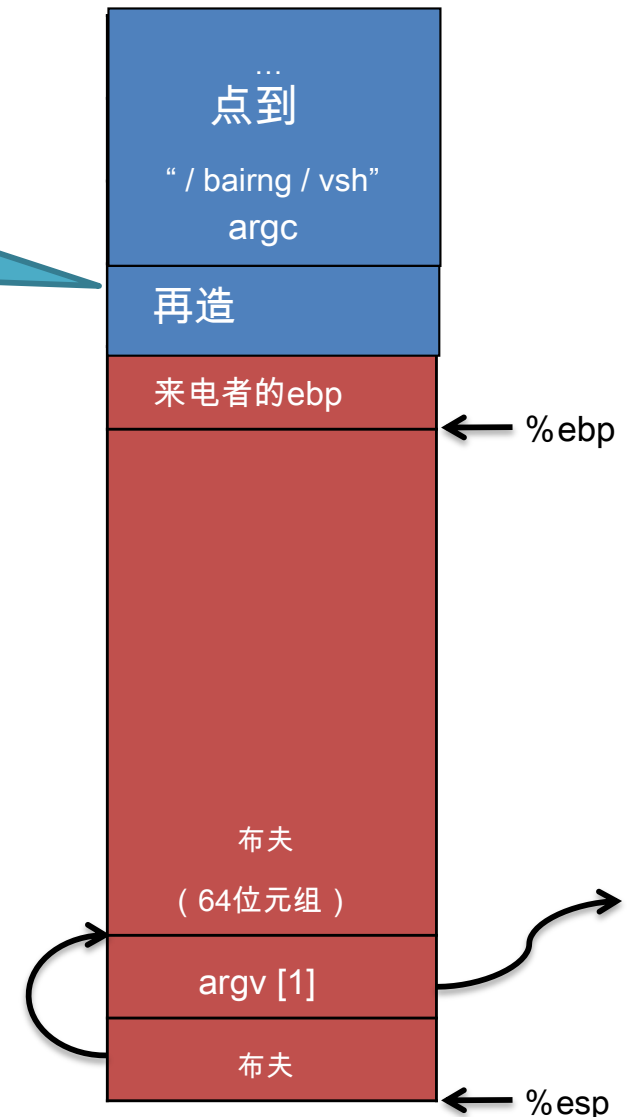 …
点到
“ / bairng / vsh”
argc
再造
来电者的ebp
%ebp
布夫
（64位元组）
argv [1]
布夫
%esp